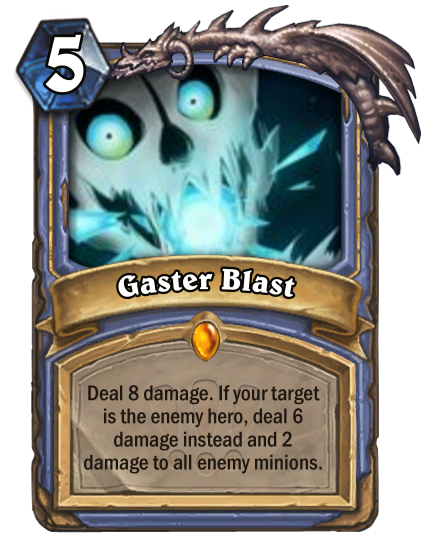 5
Gaster Blast
Deal 8 damage. If your target
is the enemy hero, deal 6
damage instead and 2
damage to all enemy minions.